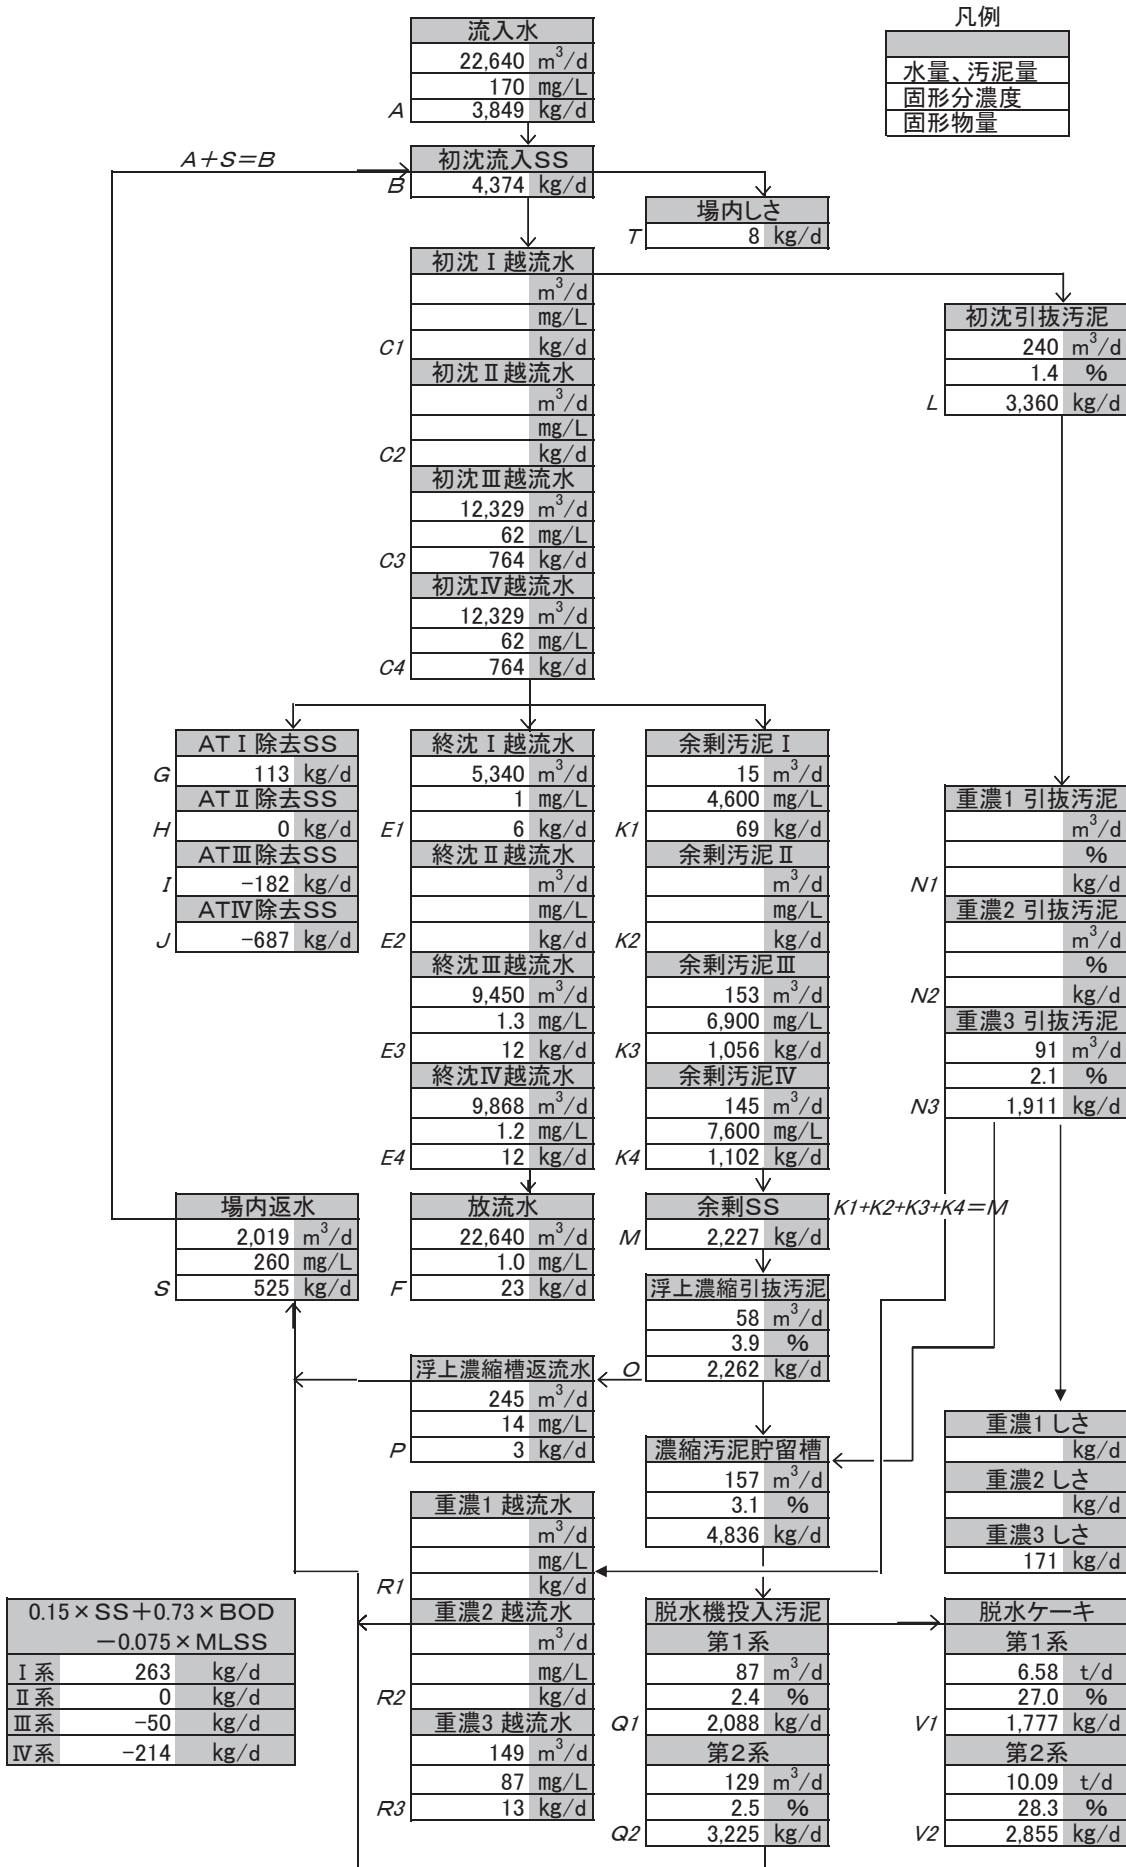 凡例
水量、汚泥量
固形分濃度
固形物量
流入水
22,640 m³/d
170 mg/L
A 3,849 kg/d
A+S=B
初沈流入SS
B 4,374 kg/d
場内しさ
T 8 kg/d
初沈Ⅰ越流水
m³/d
mg/L
C1 kg/d
初沈Ⅱ越流水
m³/d
mg/L
C2 kg/d
初沈Ⅲ越流水
12,329 m³/d
62 mg/L
C3 764 kg/d
初沈Ⅳ越流水
12,329 m³/d
62 mg/L
C4 764 kg/d
初沈引抜汚泥
240 m³/d
1.4 %
L 3,360 kg/d
ATⅠ除去SS
G 113 kg/d
ATⅡ除去SS
H 0 kg/d
ATⅢ除去SS
I -182 kg/d
ATⅣ除去SS
J -687 kg/d
終沈Ⅰ越流水
5,340 m³/d
1 mg/L
E1 6 kg/d
終沈Ⅱ越流水
m³/d
mg/L
E2 kg/d
終沈Ⅲ越流水
9,450 m³/d
1.3 mg/L
E3 12 kg/d
終沈Ⅳ越流水
9,868 m³/d
1.2 mg/L
E4 12 kg/d
余剰汚泥Ⅰ
15 m³/d
4,600 mg/L
K1 69 kg/d
余剰汚泥Ⅱ
m³/d
mg/L
K2 kg/d
余剰汚泥Ⅲ
153 m³/d
6,900 mg/L
K3 1,056 kg/d
余剰汚泥Ⅳ
145 m³/d
7,600 mg/L
K4 1,102 kg/d
重濃1 引抜汚泥
m³/d
%
N1 kg/d
重濃2 引抜汚泥
m³/d
%
N2 kg/d
重濃3 引抜汚泥
91 m³/d
2.1 %
N3 1,911 kg/d
場内返水
2,019 m³/d
260 mg/L
S 525 kg/d
放流水
22,640 m³/d
1.0 mg/L
F 23 kg/d
余剰SS
M 2,227 kg/d
K1+K2+K3+K4=M
浮上濃縮引抜汚泥
58 m³/d
3.9 %
O 2,262 kg/d
浮上濃縮槽返流水
245 m³/d
14 mg/L
P 3 kg/d
濃縮汚泥貯留槽
157 m³/d
3.1 %
4,836 kg/d
重濃1 しさ
kg/d
重濃2 しさ
kg/d
重濃3 しさ
171 kg/d
重濃1 越流水
m³/d
mg/L
R1 kg/d
重濃2 越流水
m³/d
mg/L
R2 kg/d
重濃3 越流水
149 m³/d
87 mg/L
R3 13 kg/d
0.15×SS+0.73×BOD
-0.075×MLSS
Ⅰ系 263 kg/d
Ⅱ系 0 kg/d
Ⅲ系 -50 kg/d
Ⅳ系 -214 kg/d
脱水機投入汚泥
第1系
87 m³/d
2.4 %
Q1 2,088 kg/d
第2系
129 m³/d
2.5 %
Q2 3,225 kg/d
脱水ケーキ
第1系
6.58 t/d
27.0 %
V1 1,777 kg/d
第2系
10.09 t/d
28.3 %
V2 2,855 kg/d